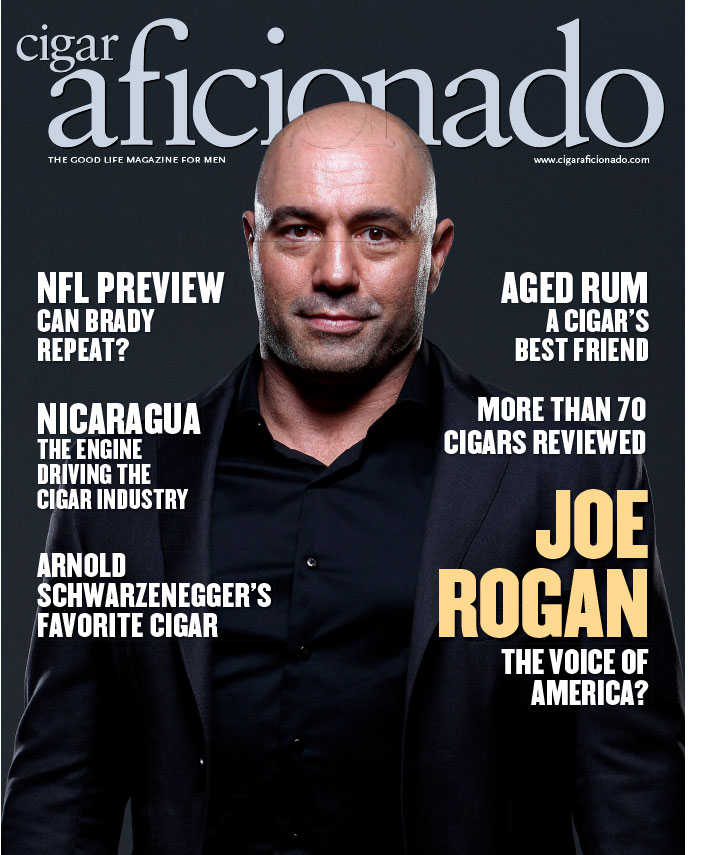 cigar
aficionado
THE GOOD LIFE MAGAZINE FOR MEN
www.cigaraficionado.com
NFL PREVIEW
CAN BRADY
REPEAT?
NICARAGUA
THE ENGINE
DRIVING THE
CIGAR INDUSTRY
ARNOLD
SCHWARZENEGGER'S
FAVORITE CIGAR
AGED RUM
A CIGAR'S
BEST FRIEND
MORE THAN 70
CIGARS REVIEWED
JOE
ROGAN
THE VOICE OF
AMERICA?